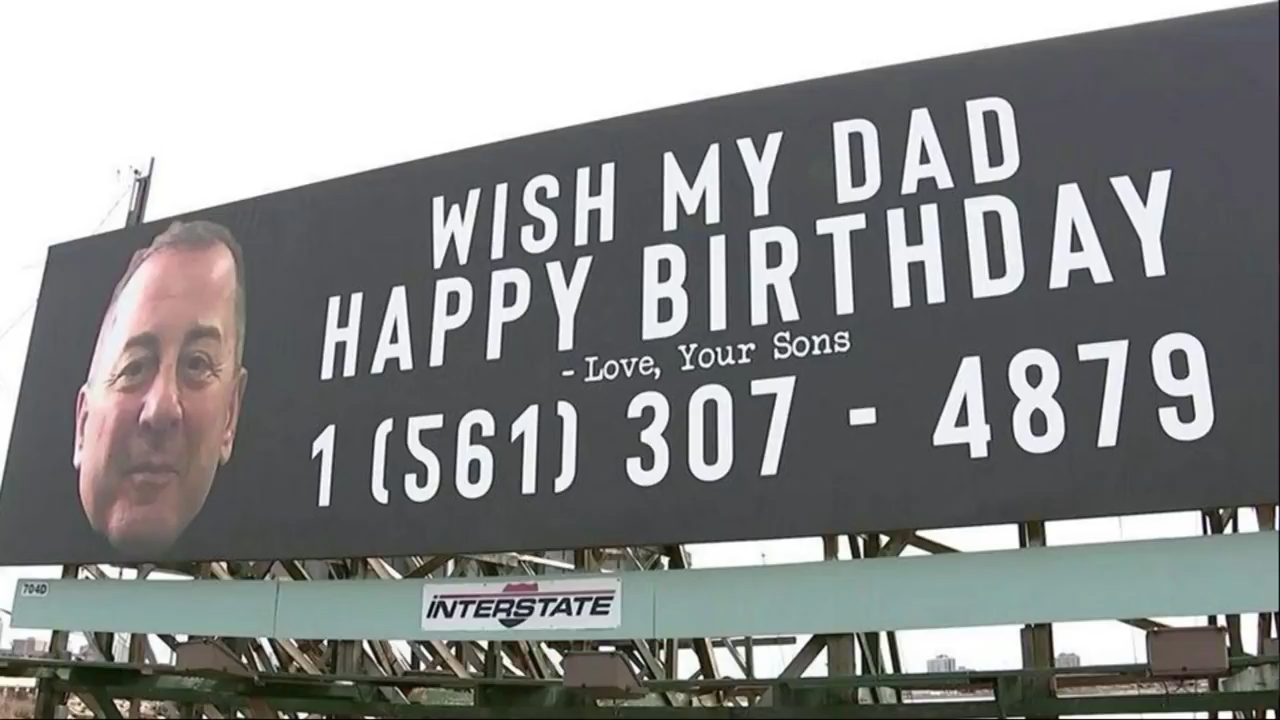 WISH MY DAD
HAPPY BIRTHDAY
- Love, Your Sons
1 (561) 307 - 4879
704D
INTERSTATE